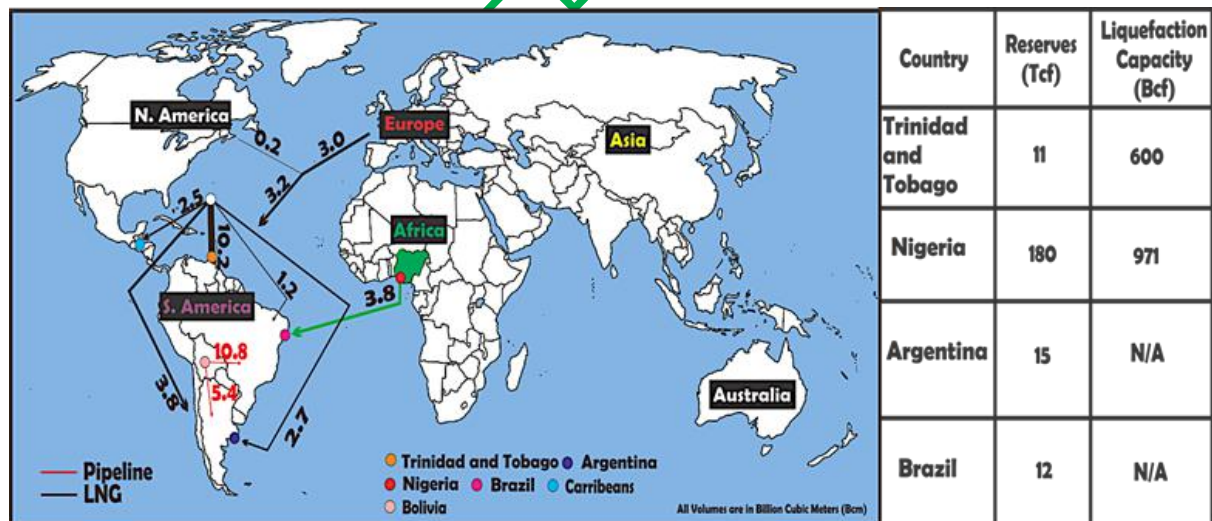 N. America
Europe
Asia
0.2
3.0
3.2
2.5
10.2
Africa
1.2
3.8
S. America
10.8
5.4
3.8
2.7
Australia
Pipeline
LNG
Trinidad and Tobago
Argentina
Nigeria
Brazil
Carribeans
Bolivia
All Volumes are in Billion Cubic Meters (Bcm)
Country
Reserves
(Tcf)
Liquefaction
Capacity
(Bcf)
Trinidad
and
Tobago
11
600
Nigeria
180
971
Argentina
15
N/A
Brazil
12
N/A